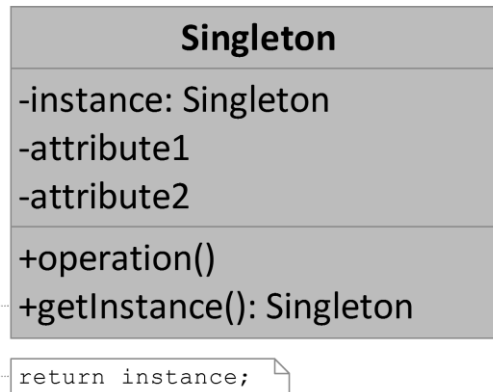 Singleton
-instance: Singleton
-attribute1
-attribute2
+operation()
+getInstance(): Singleton
return instance;